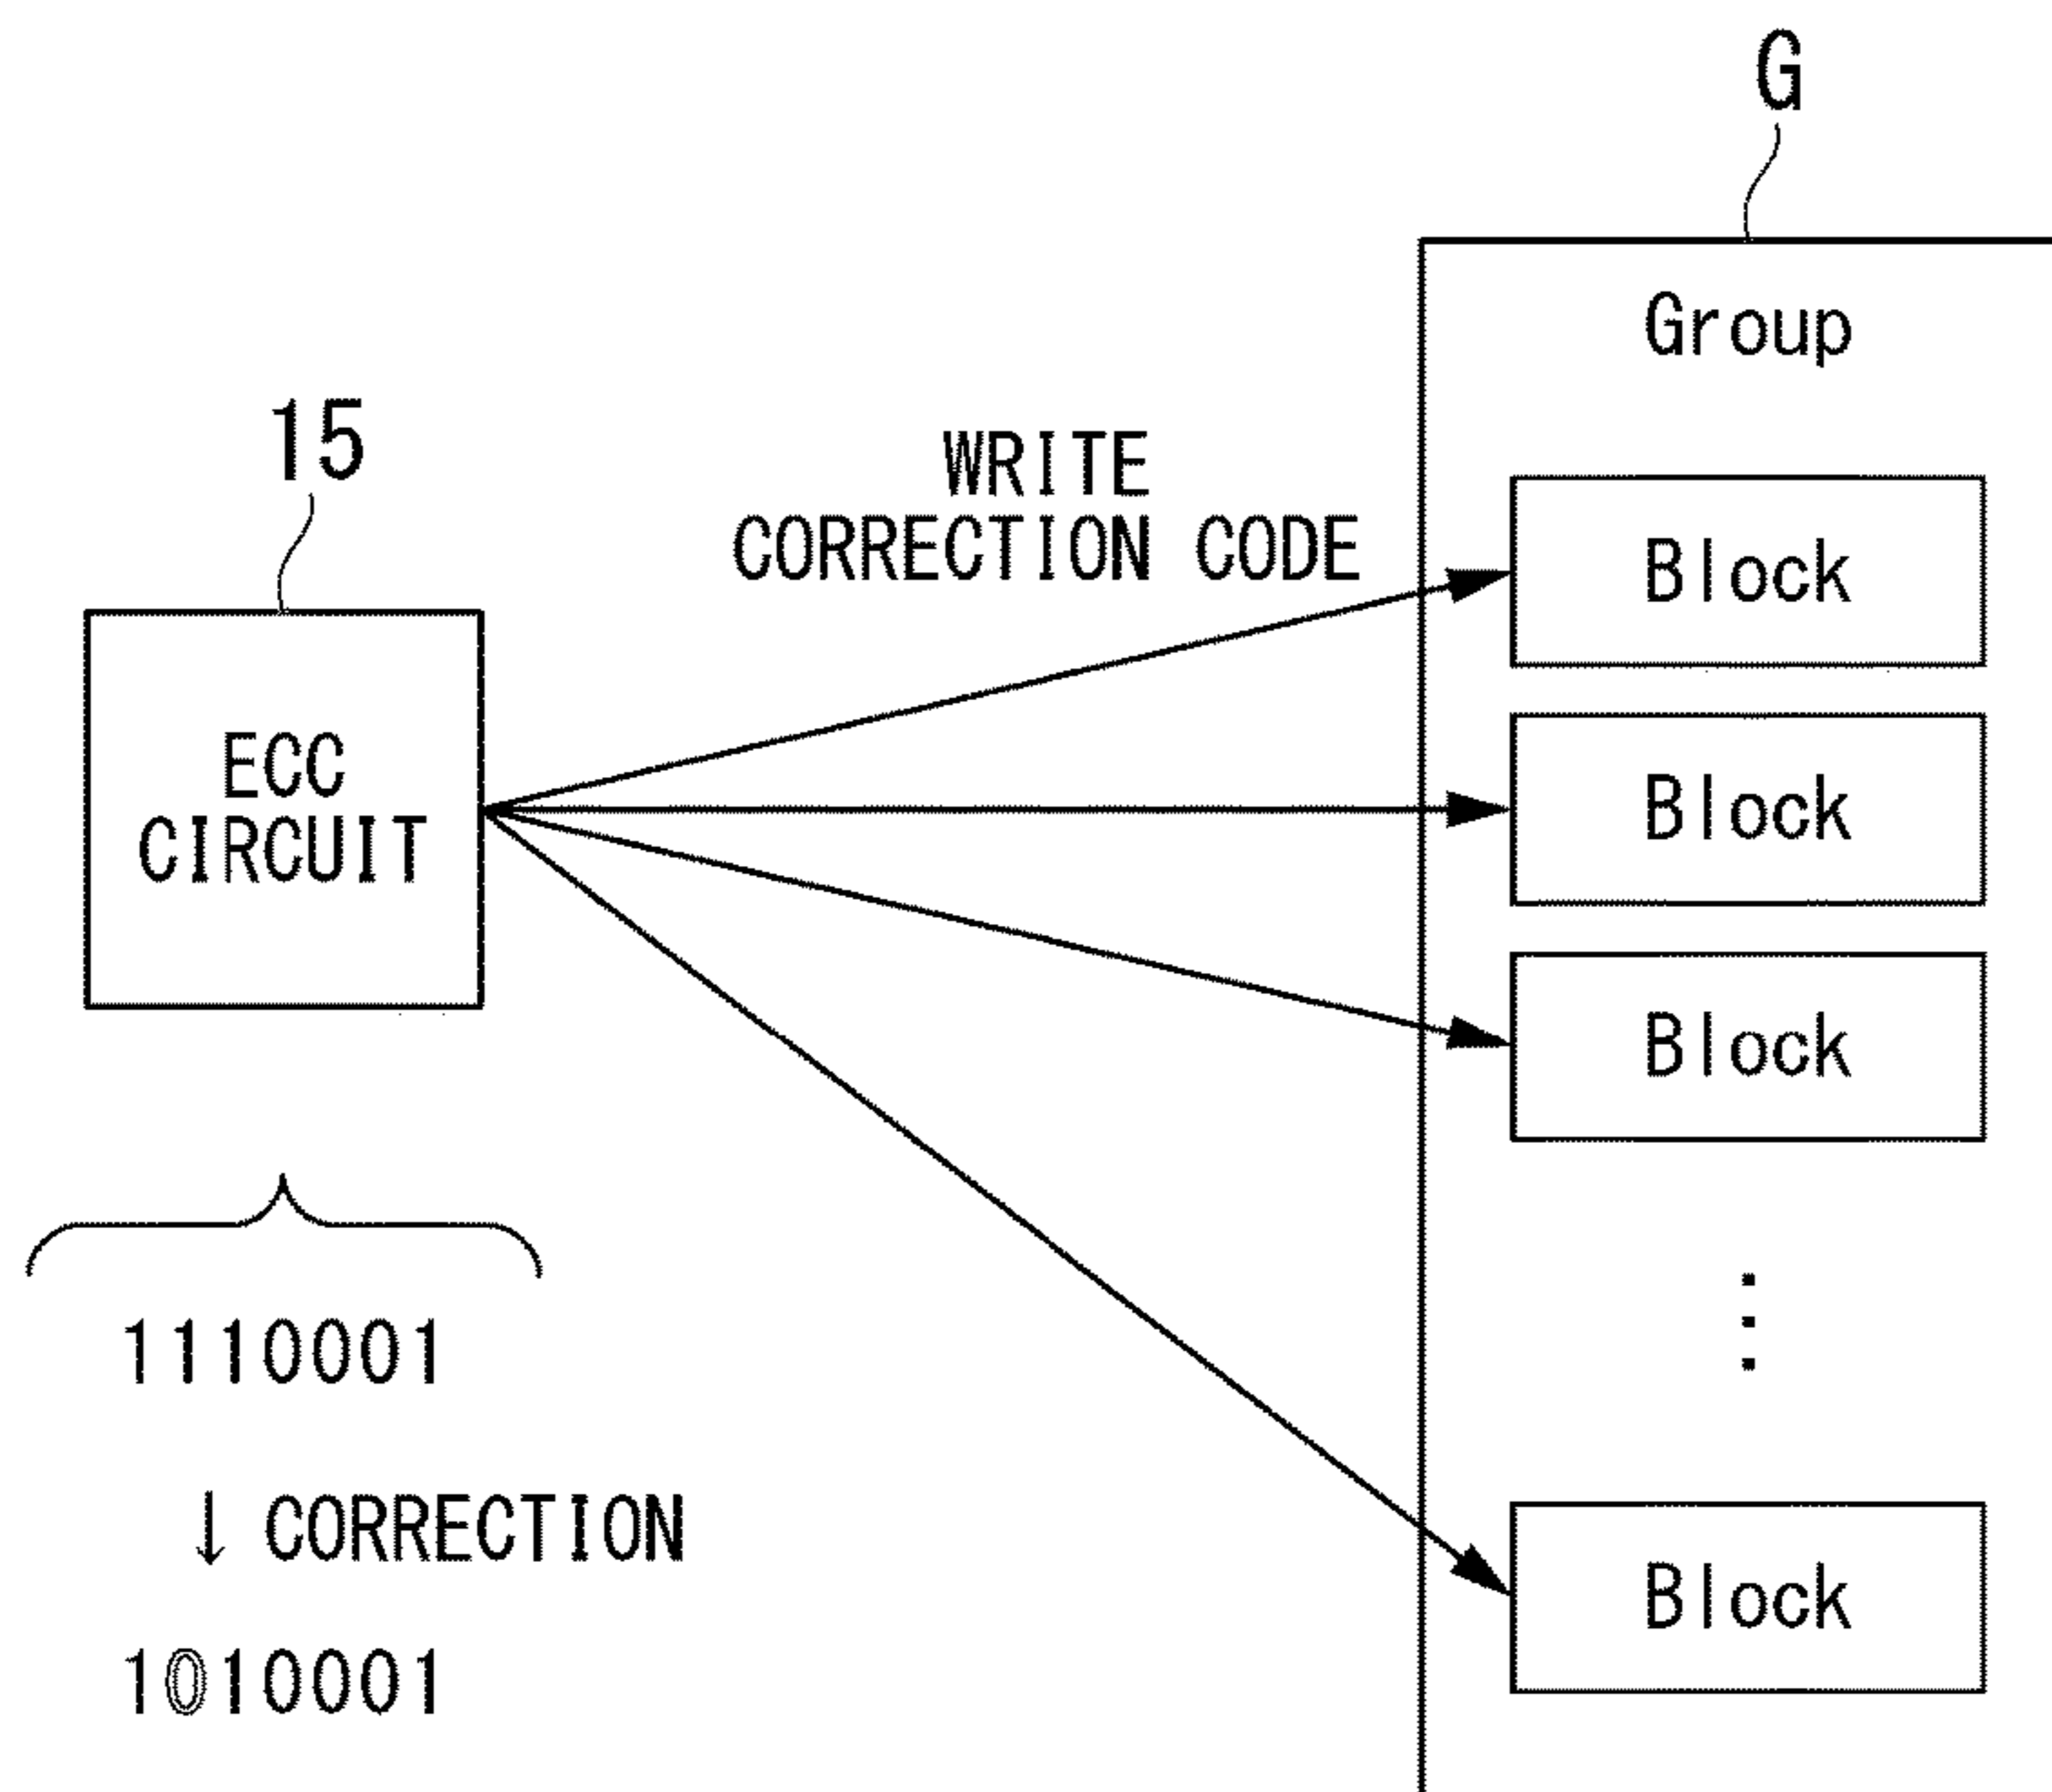 G
Group
15
WRITE
CORRECTION CODE
Block
ECC
CIRCUIT
Block
Block
1110001
↓ CORRECTION
1010001
Block